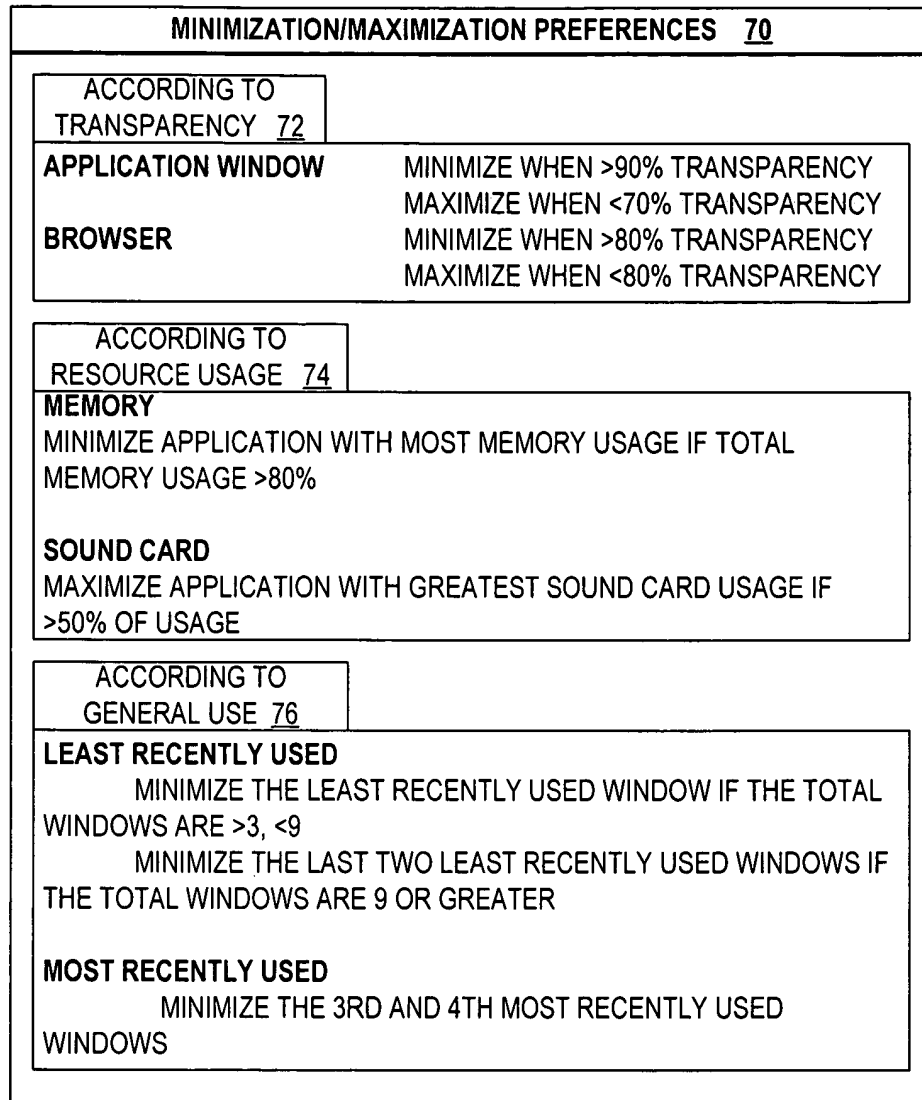 MINIMIZATION/MAXIMIZATION PREFERENCES 70
ACCORDING TO
TRANSPARENCY 72
APPLICATION WINDOW MINIMIZE WHEN >90% TRANSPARENCY
MAXIMIZE WHEN <70% TRANSPARENCY
BROWSER MINIMIZE WHEN >80% TRANSPARENCY
MAXIMIZE WHEN <80% TRANSPARENCY
ACCORDING TO
RESOURCE USAGE 74
MEMORY
MINIMIZE APPLICATION WITH MOST MEMORY USAGE IF TOTAL
MEMORY USAGE >80%
SOUND CARD
MAXIMIZE APPLICATION WITH GREATEST SOUND CARD USAGE IF
>50% OF USAGE
ACCORDING TO
GENERAL USE 76
LEAST RECENTLY USED
MINIMIZE THE LEAST RECENTLY USED WINDOW IF THE TOTAL
WINDOWS ARE >3, <9
MINIMIZE THE LAST TWO LEAST RECENTLY USED WINDOWS IF
THE TOTAL WINDOWS ARE 9 OR GREATER
MOST RECENTLY USED
MINIMIZE THE 3RD AND 4TH MOST RECENTLY USED
WINDOWS